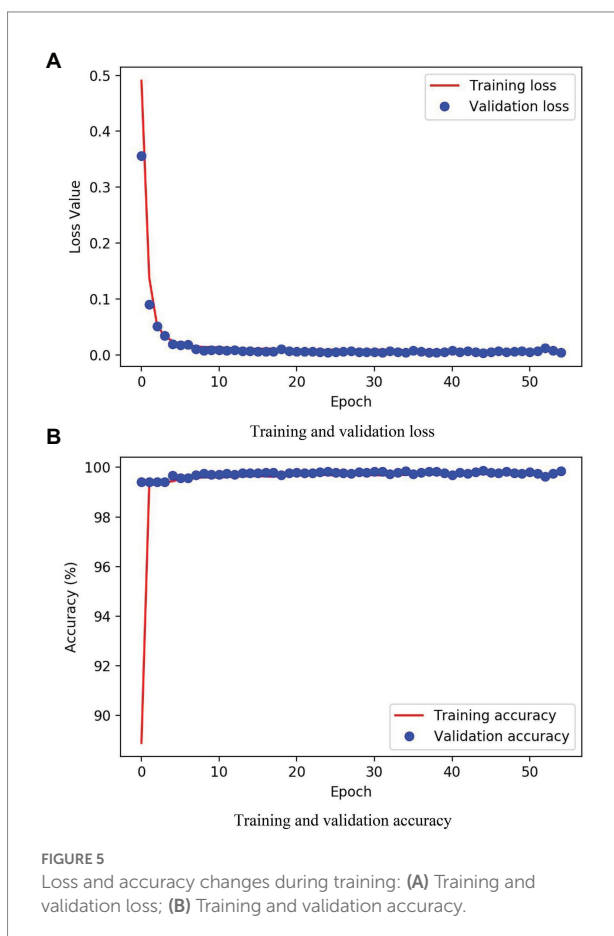 A
0.5
Training loss
Validation loss
0.4
0.3
0.2
0.1
0.0
Loss Value
0 10 20 30 40 50
Epoch
Training and validation loss
B
100
98
96
94
92
90
Accuracy (%)
Training accuracy
Validation accuracy
0 10 20 30 40 50
Epoch
Training and validation accuracy
FIGURE 5
Loss and accuracy changes during training: (A) Training and
validation loss; (B) Training and validation accuracy.